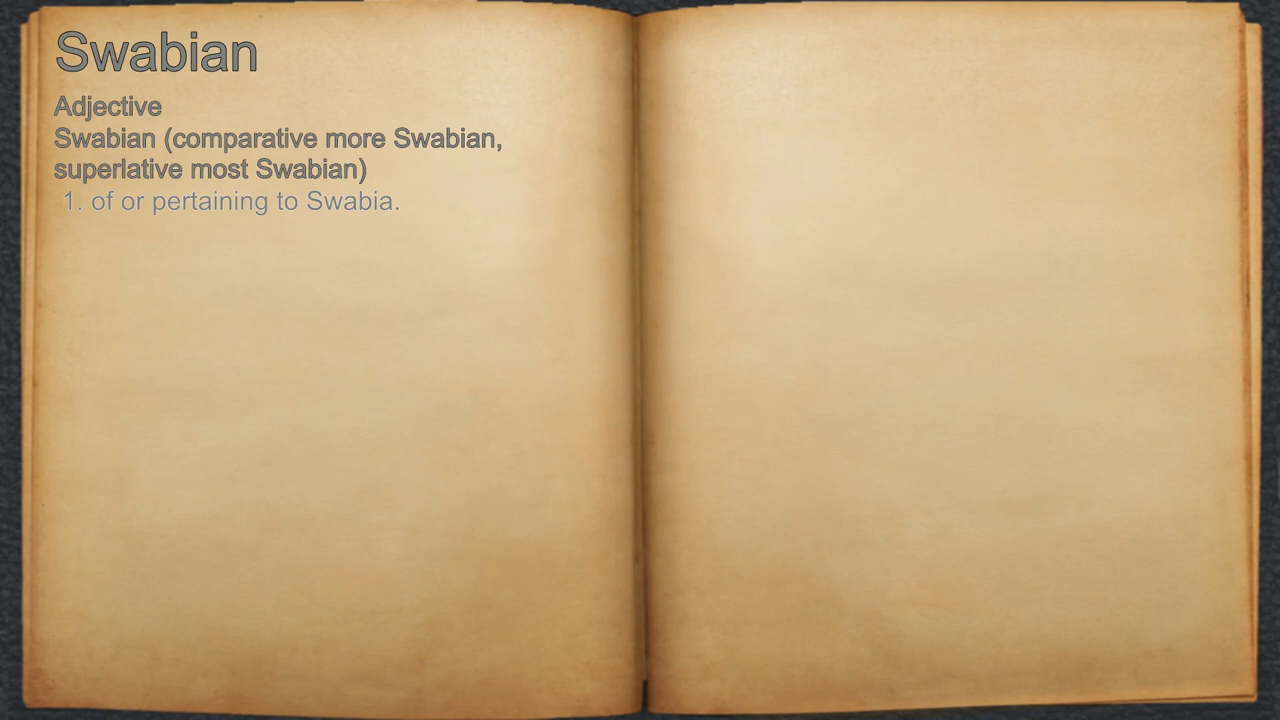 Swabian
Adjective
Swabian (comparative more Swabian,
superlative most Swabian)
1. of or pertaining to Swabia.